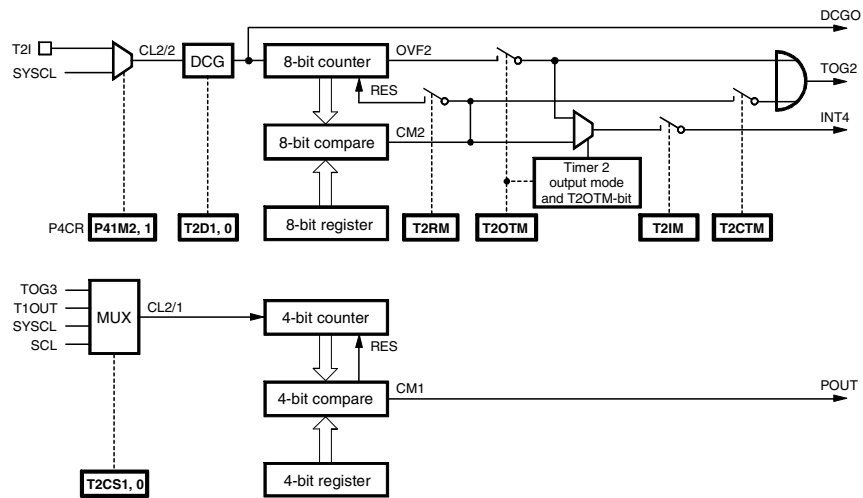 DCGO
T2I
CL2/2
DCG
8-bit counter
OVF2
TOG2
SYSCL
RES
INT4
8-bit compare
CM2
Timer 2
output mode
and T2OTM-bit
P4CR
P41M2, 1
T2D1, 0
8-bit register
T2RM
T2OTM
T2IM
T2CTM
TOG3
T1OUT
SYSCL
SCL
MUX
CL2/1
4-bit counter
RES
4-bit compare
CM1
POUT
T2CS1, 0
4-bit register